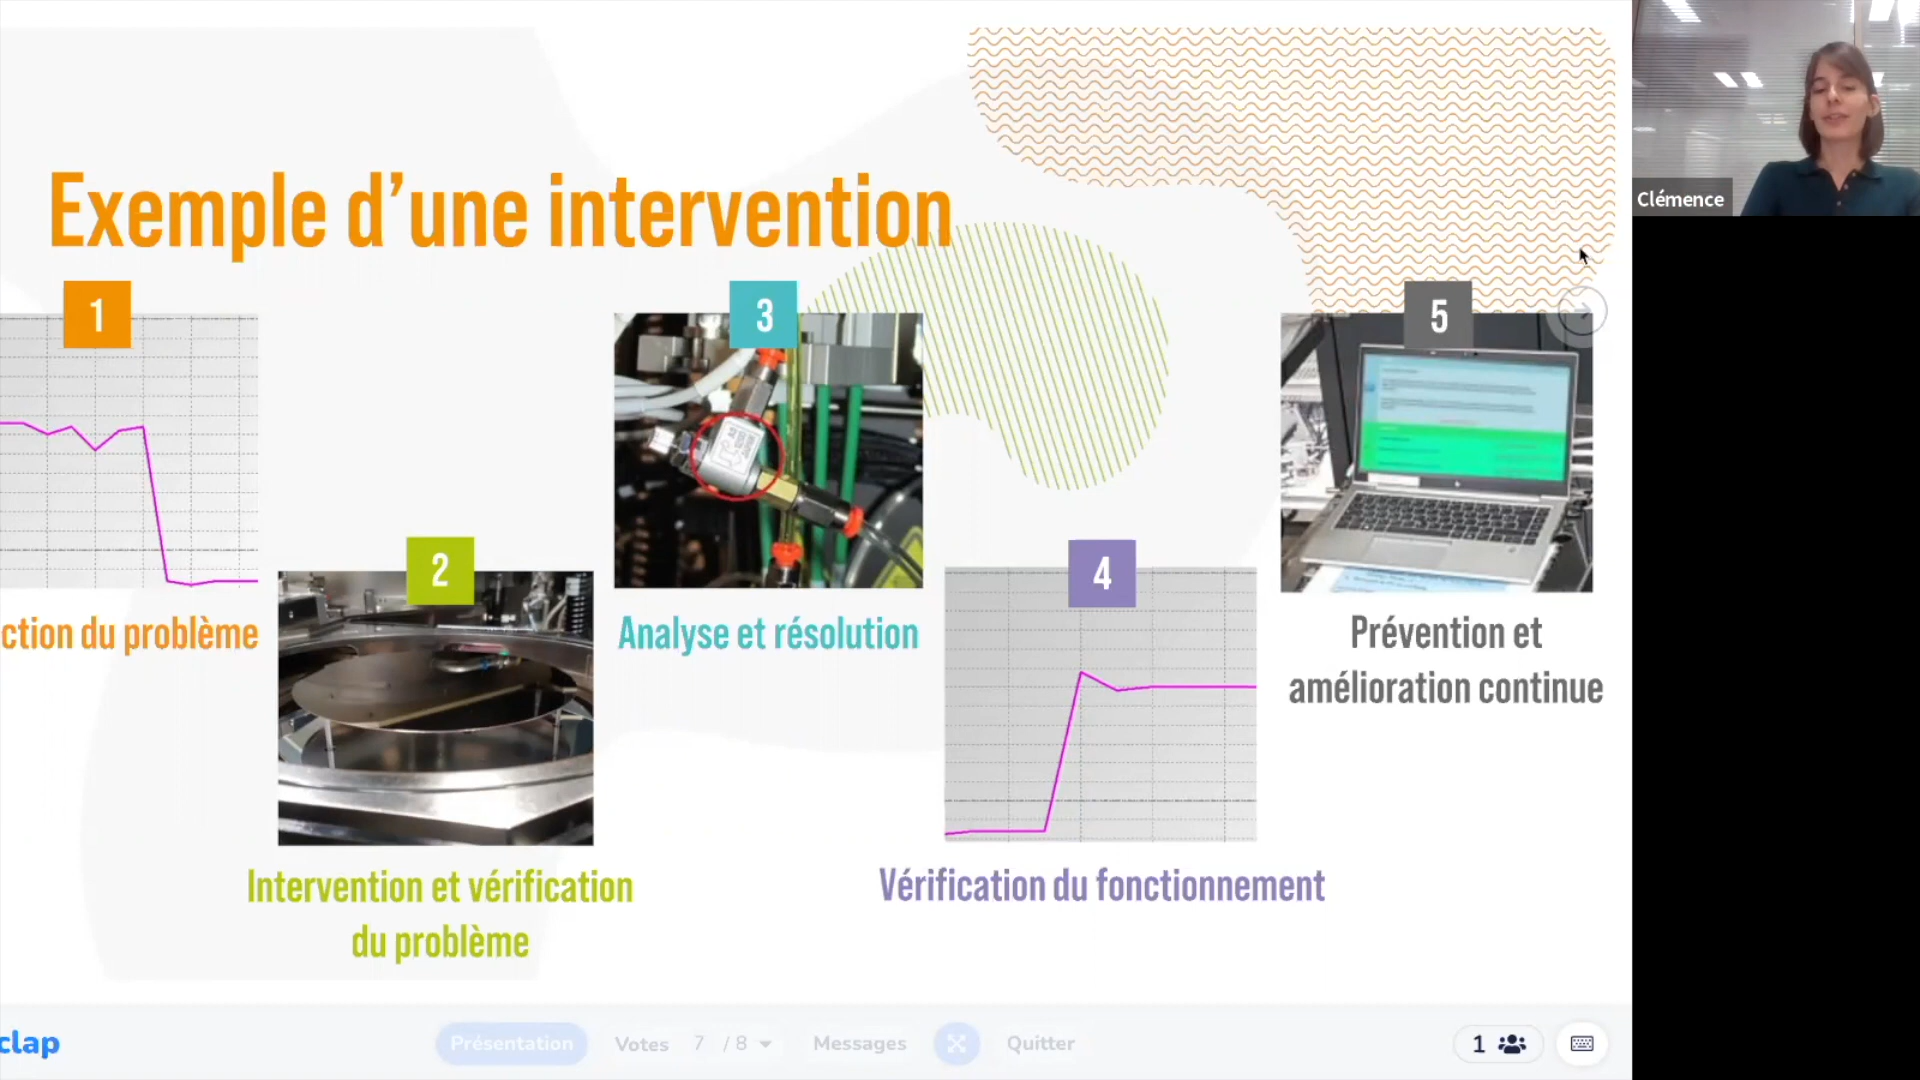 Exemple d'une intervention
1
3
5
ction du problème
2
Analyse et résolution
4
Prévention et
amélioration continue
Intervention et vérification
du problème
Vérification du fonctionnement
Clémence
clap
Présentation
Votes
7 / 8
Messages
Quitter
1